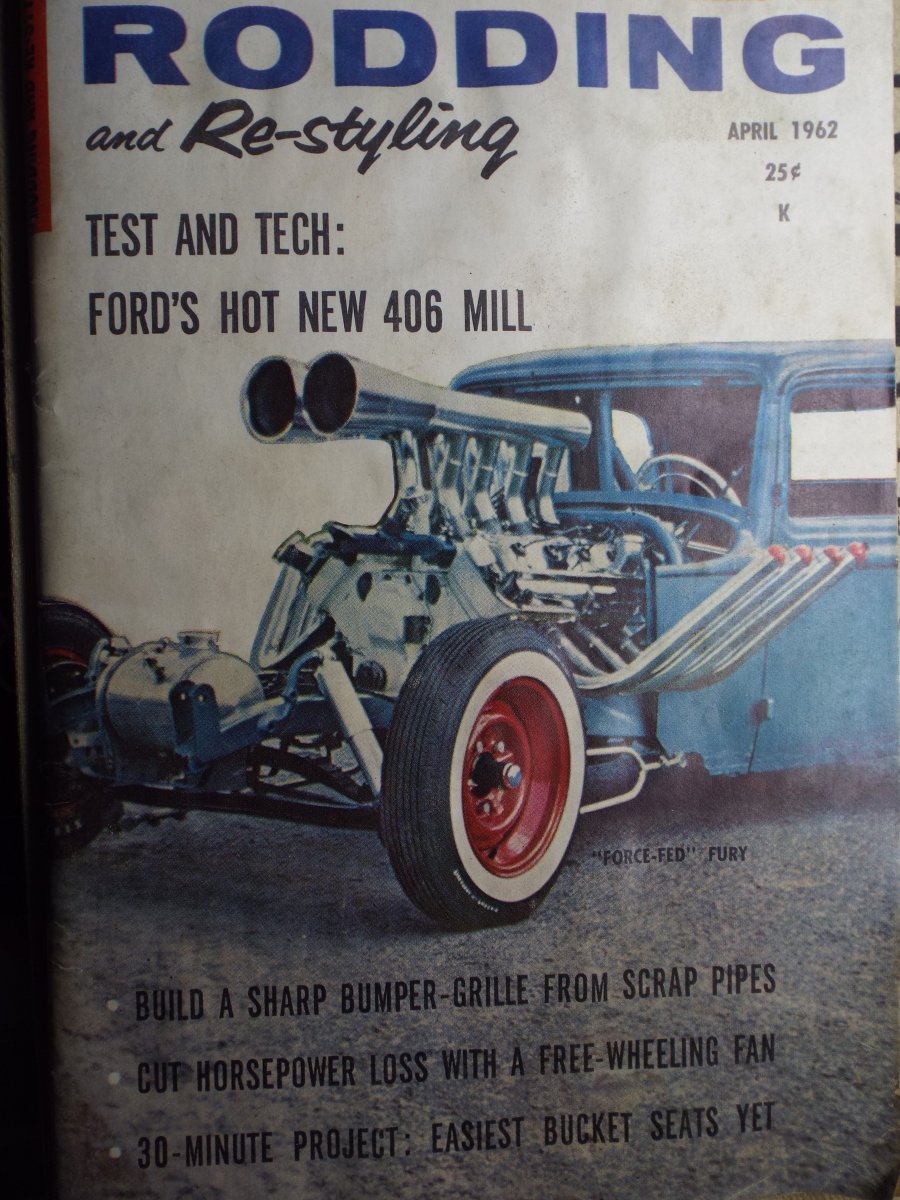 RODDING
and Re-styling
APRIL 1962
25¢
K
TEST AND TECH:
FORD'S HOT NEW 406 MILL
"FORCE-FED" FURY
• BUILD A SHARP BUMPER-GRILLE FROM SCRAP PIPES
• CUT HORSEPOWER LOSS WITH A FREE-WHEELING FAN
• 30-MINUTE PROJECT: EASIEST BUCKET SEATS YET